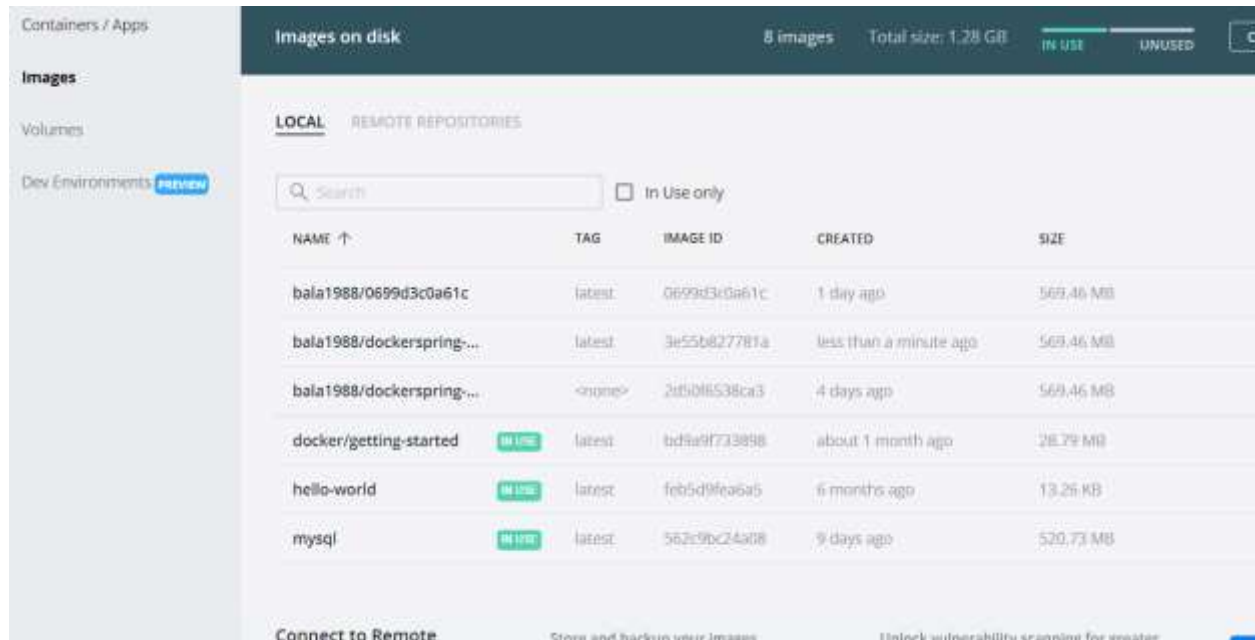 Containers / Apps
Images
Volumes
Dev Environments PREVIEW
Images on disk 8 images Total size: 1.28 GB IN USE UNUSED
LOCAL REMOTE REPOSITORIES
Search In Use only
NAME ↑ TAG IMAGE ID CREATED SIZE
bala1988/0699d3c0a61c latest 0699d3c0a61c 1 day ago 569.46 MB
bala1988/dockerspring-... latest 3e55b827781a less than a minute ago 569.46 MB
bala1988/dockerspring-... <none> 2d50f6538ca3 4 days ago 569.46 MB
docker/getting-started IN USE latest bd9a9f733898 about 1 month ago 28.79 MB
hello-world IN USE latest feb5d9fea6a5 6 months ago 13.26 KB
mysql IN USE latest 562c9bc24a08 9 days ago 520.73 MB
Connect to Remote Store and backup your images Unlock vulnerability scanning for greater